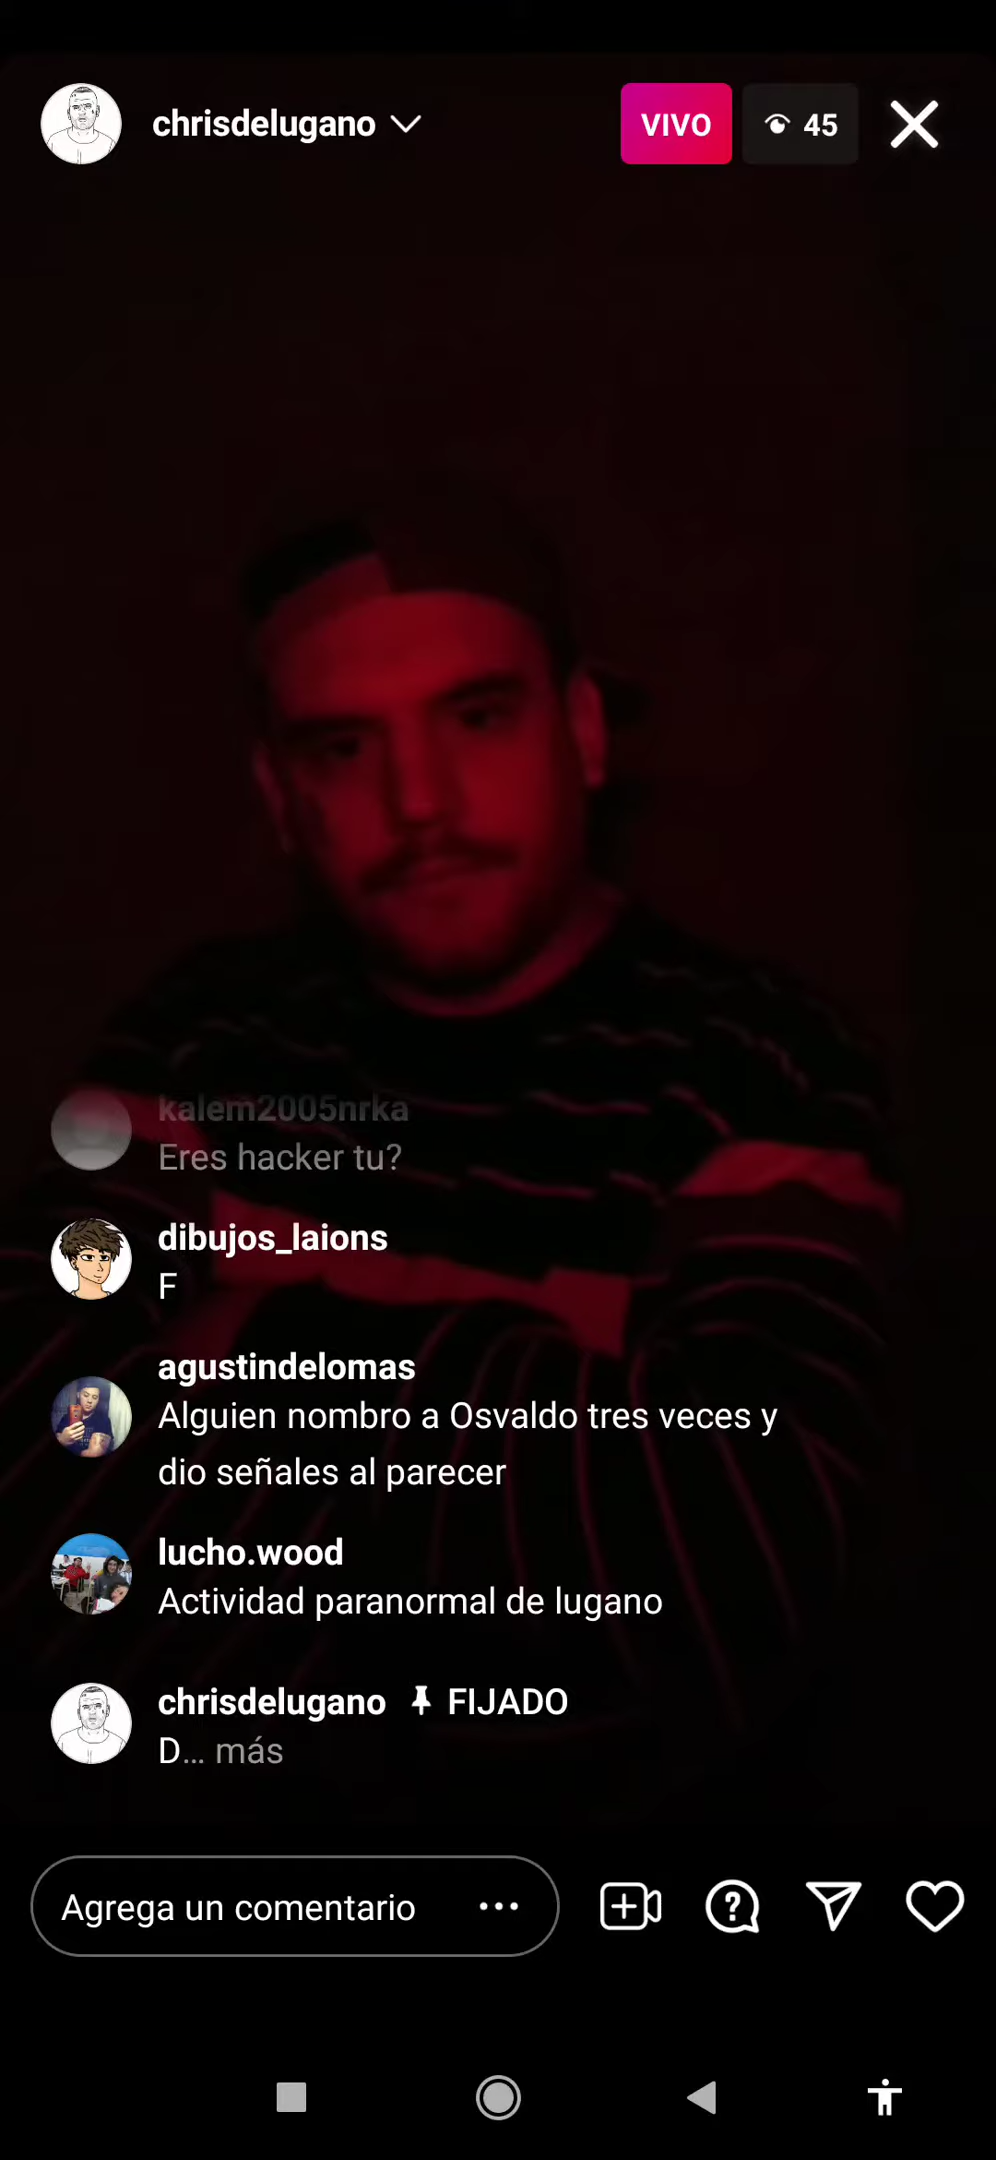 chrisdelugano
VIVO
45
kalem2005nrka
Eres hacker tu?
dibujos_laions
F
agustindelomas
Alguien nombro a Osvaldo tres veces y
dio señales al parecer
lucho.wood
Actividad paranormal de lugano
chrisdelugano FIJADO
D... más
Agrega un comentario